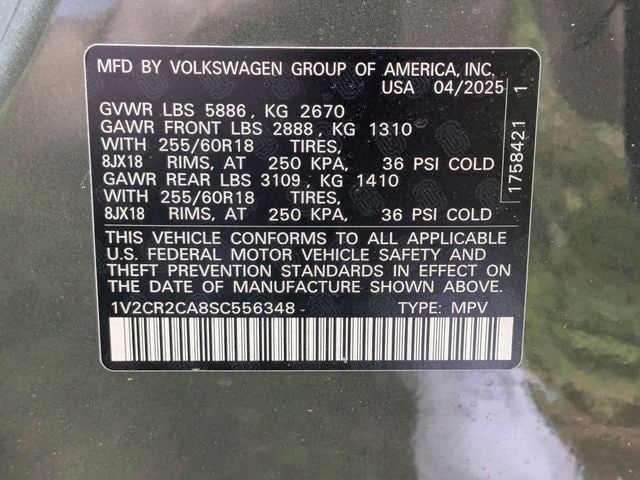 MFD BY VOLKSWAGEN GROUP OF AMERICA, INC.
USA 04/2025
GVWR LBS 5886, KG 2670
GAWR FRONT LBS 2888, KG 1310
WITH 255/60R18 TIRES,
8JX18 RIMS, AT 250 KPA, 36 PSI COLD
GAWR REAR LBS 3109, KG 1410
WITH 255/60R18 TIRES,
8JX18 RIMS, AT 250 KPA, 36 PSI COLD
THIS VEHICLE CONFORMS TO ALL APPLICABLE
U.S. FEDERAL MOTOR VEHICLE SAFETY AND
THEFT PREVENTION STANDARDS IN EFFECT ON
THE DATE OF MANUFACTURE SHOWN ABOVE.
1V2CR2CA8SC556348 TYPE: MPV
1758421 1